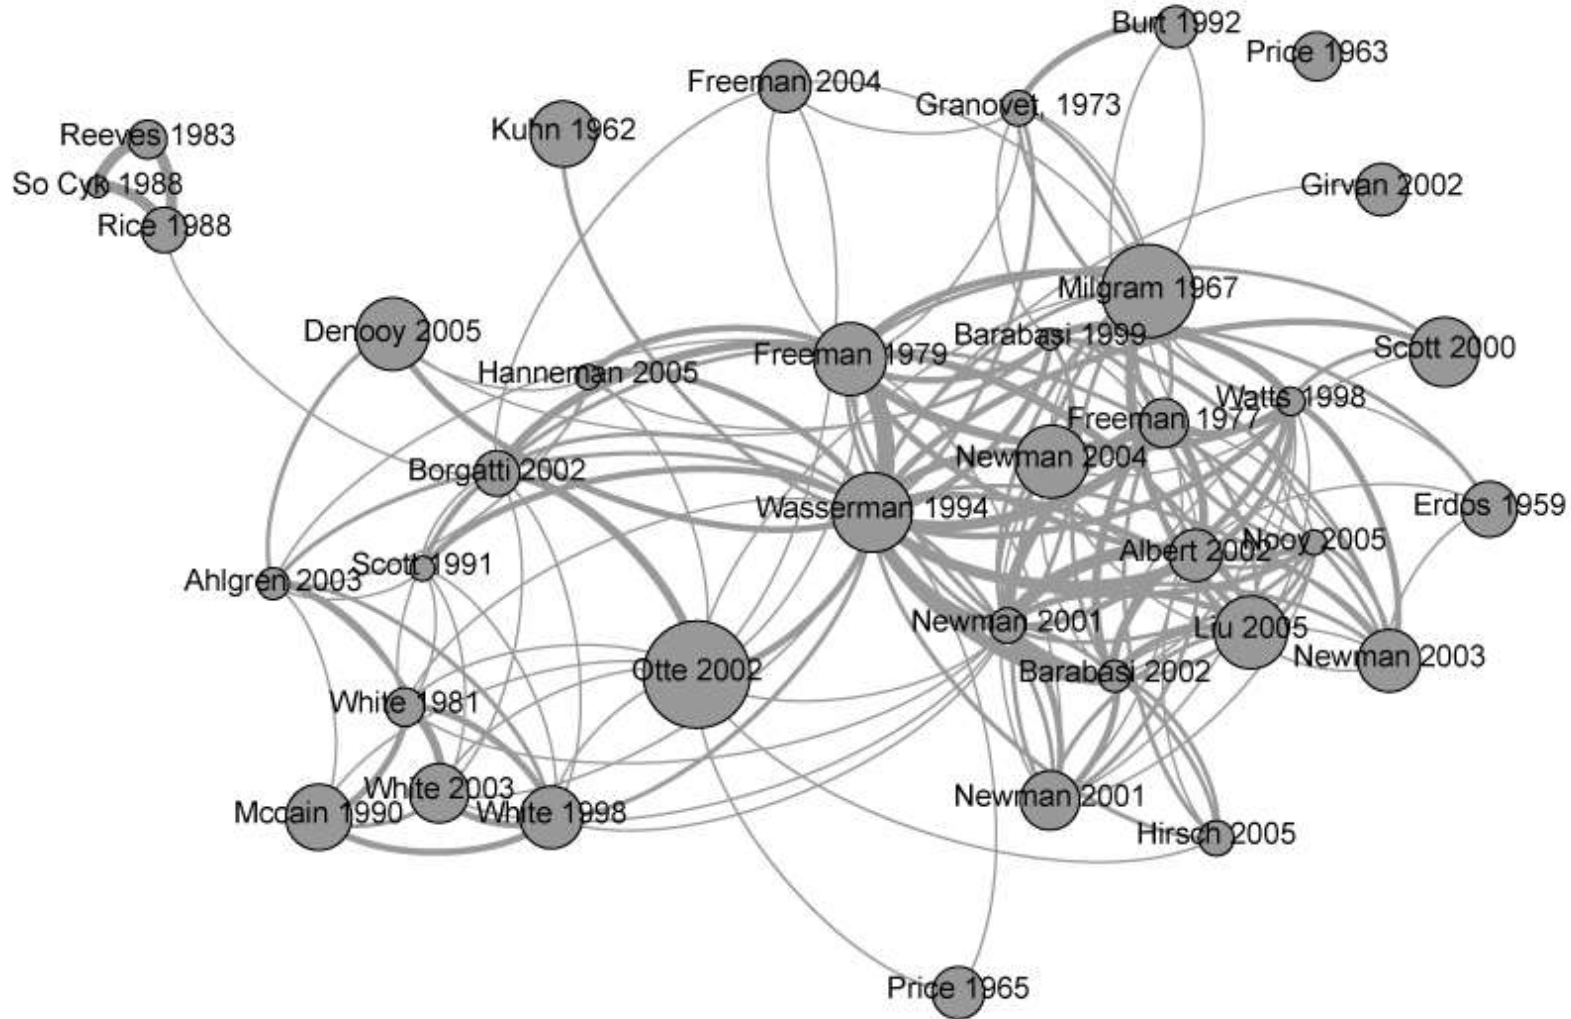 Burt 1992
Price 1963
Freeman 2004
Granovet, 1973
Kuhn 1962
Reeves 1983
So Cyk 1988
Girvan 2002
Rice 1988
Milgram 1967
Denooy 2005
Barabasi 1999
Freeman 1979
Scott 2000
Hanneman 2005
Watts 1998
Freeman 1977
Newman 2004
Borgatti 2002
Wasserman 1994
Erdos 1959
Nooy 2005
Albert 2002
Scott 1991
Ahlgren 2003
Newman 2001
Liu 2005
Newman 2003
Otte 2002
Barabasi 2002
White 1981
White 2003
Newman 2001
Mccain 1990
White 1998
Hirsch 2005
Price 1965